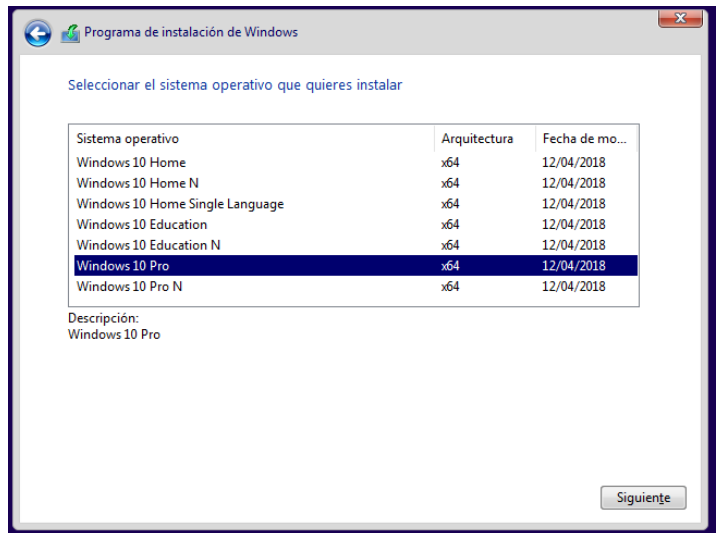 Programa de instalación de Windows
Seleccionar el sistema operativo que quieres instalar
Sistema operativo Arquitectura Fecha de mo...
Windows 10 Home x64 12/04/2018
Windows 10 Home N x64 12/04/2018
Windows 10 Home Single Language x64 12/04/2018
Windows 10 Education x64 12/04/2018
Windows 10 Education N x64 12/04/2018
Windows 10 Pro x64 12/04/2018
Windows 10 Pro N x64 12/04/2018
Descripción:
Windows 10 Pro
Siguiente